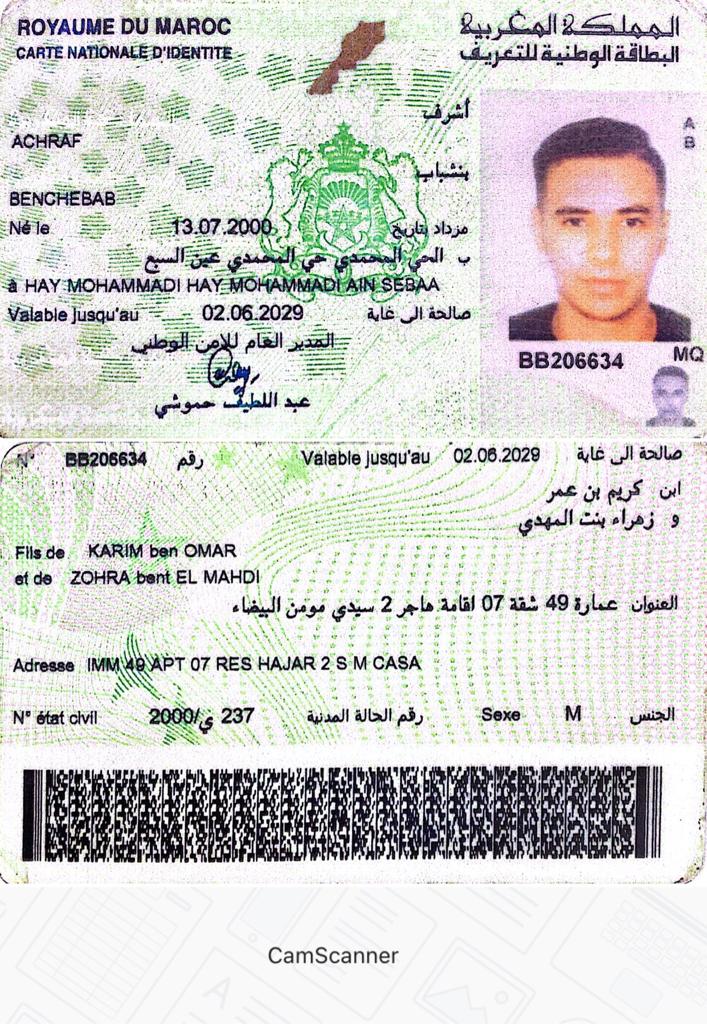 ROYAUME DU MAROC
المملكة المغربية
CARTE NATIONALE D'IDENTITE
البطاقة الوطنية للتعريف
أشرف
ACHRAF
A
B
بنشباب
BENCHEBAB
Né le 13.07.2000 مزداد بتاريخ
ب الحي المحمدي حي المحمدي عين السبع
à HAY MOHAMMADI HAY MOHAMMADI AIN SEBAA
Valable jusqu'au 02.06.2029 صالحة الى غاية
المدير العام للأمن الوطني
عبد اللطيف حموشي
BB206634
MQ
N° BB206634 رقم Valable jusqu'au 02.06.2029 صالحة الى غاية
ابن كريم بن عمر
و زهراء بنت المهدي
Fils de KARIM ben OMAR
et de ZOHRA bent EL MAHDI
العنوان عمارة 49 شقة 07 اقامة هاجر 2 سيدي مومن البيضاء
Adresse IMM 49 APT 07 RES HAJAR 2 S M CASA
N° état civil 237 ي/2000 رقم الحالة المدنية Sexe M الجنس
CamScanner